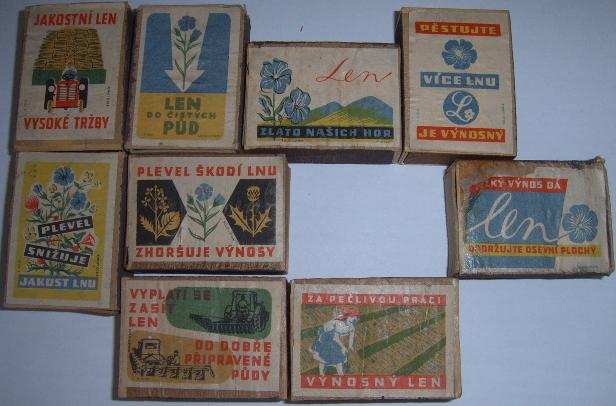 JAKOSTNÍ LEN
VYSOKÉ TRŽBY
LEN
DO ČISTÝCH
PŮD
Len
ZLATO NAŠICH HOR
PĚSTUJTE
VÍCE LNU
L
JE VÝNOSNÝ
PLEVEL
SNIŽUJE
JAKOST LNU
PLEVEL ŠKODÍ LNU
ZHORŠUJE VÝNOSY
VÝNOS DÁ
len
DODRŽUJTE OSEVNÍ PLOCHY
VYPLATÍ SE
ZASÍT
LEN
DO DOBŘE
PŘIPRAVENÉ
PŮDY
ZA PEČLIVOU PRÁCI
VÝNOSNÝ LEN